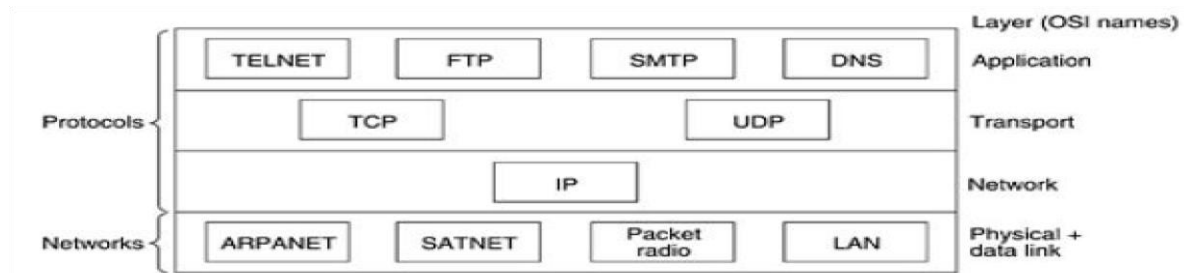 Layer (OSI names)
TELNET FTP SMTP DNS Application
Protocols TCP UDP Transport
IP Network
Networks ARPANET SATNET Packet radio LAN Physical +
data link